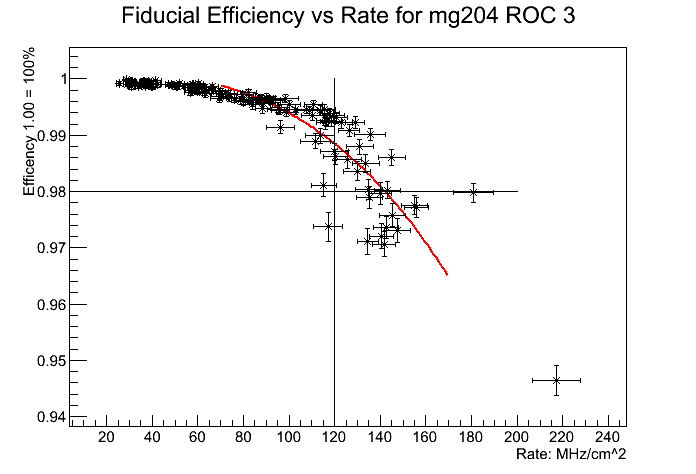 Fiducial Efficiency vs Rate for mg204 ROC 3
Efficency 1.00 = 100%
1
0.99
0.98
0.97
0.96
0.95
0.94
20 40 60 80 100 120 140 160 180 200 220 240
Rate: MHz/cm^2